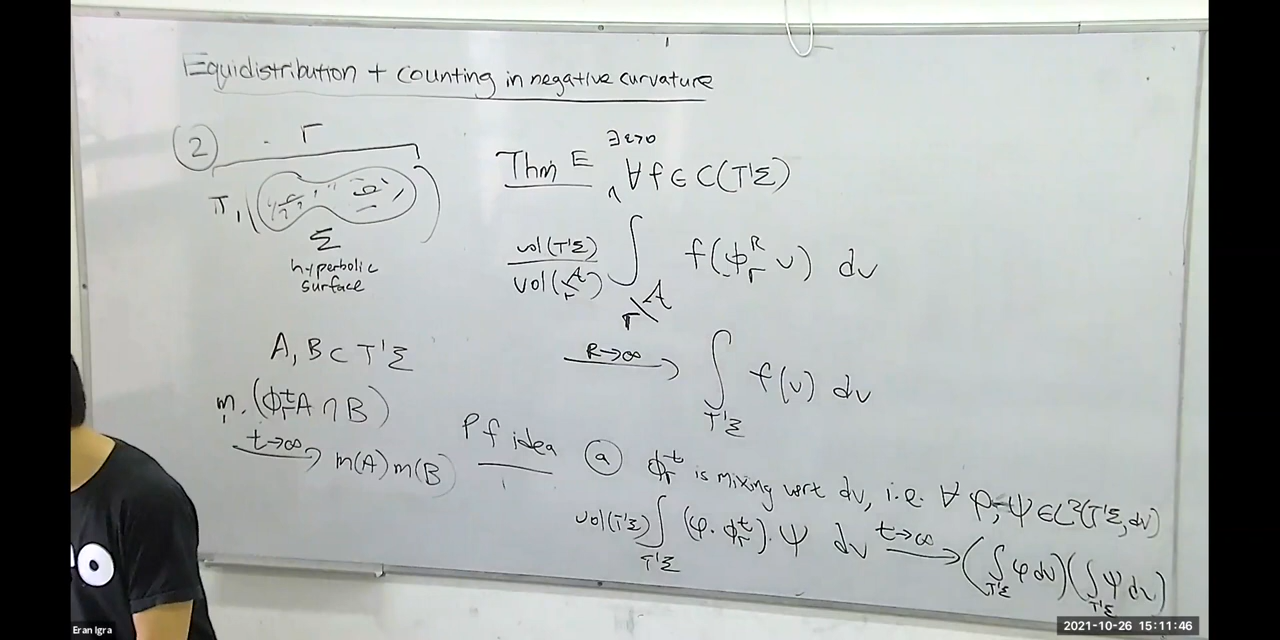 Equidistribution + counting in negative curvature
2
Γ
π₁( )
Σ
hyperbolic
surface
A, B ⊂ T¹Σ
m(ϕ_Γ^t A ∩ B)
t→∞ → m(A) m(B)
Thm E ∃ε>0 ∀ f ∈ C(T¹Σ)
vol(T¹Σ) / vol(Γ\A) ∫_{Γ\A} f(ϕ_Γ^R v) dv
R→∞ → ∫_{T¹Σ} f(v) dv
Pf idea (a) ϕ_Γ^t is mixing wrt dv, i.e. ∀ φ, ψ ∈ L²(T¹Σ, dv)
vol(T¹Σ) ∫_{T¹Σ} (φ∘ϕ_Γ^t)·ψ dv t→∞ → (∫_{T¹Σ} φ dv)(∫_{T¹Σ} ψ dv)
Eran Igra
2021-10-26 15:11:46